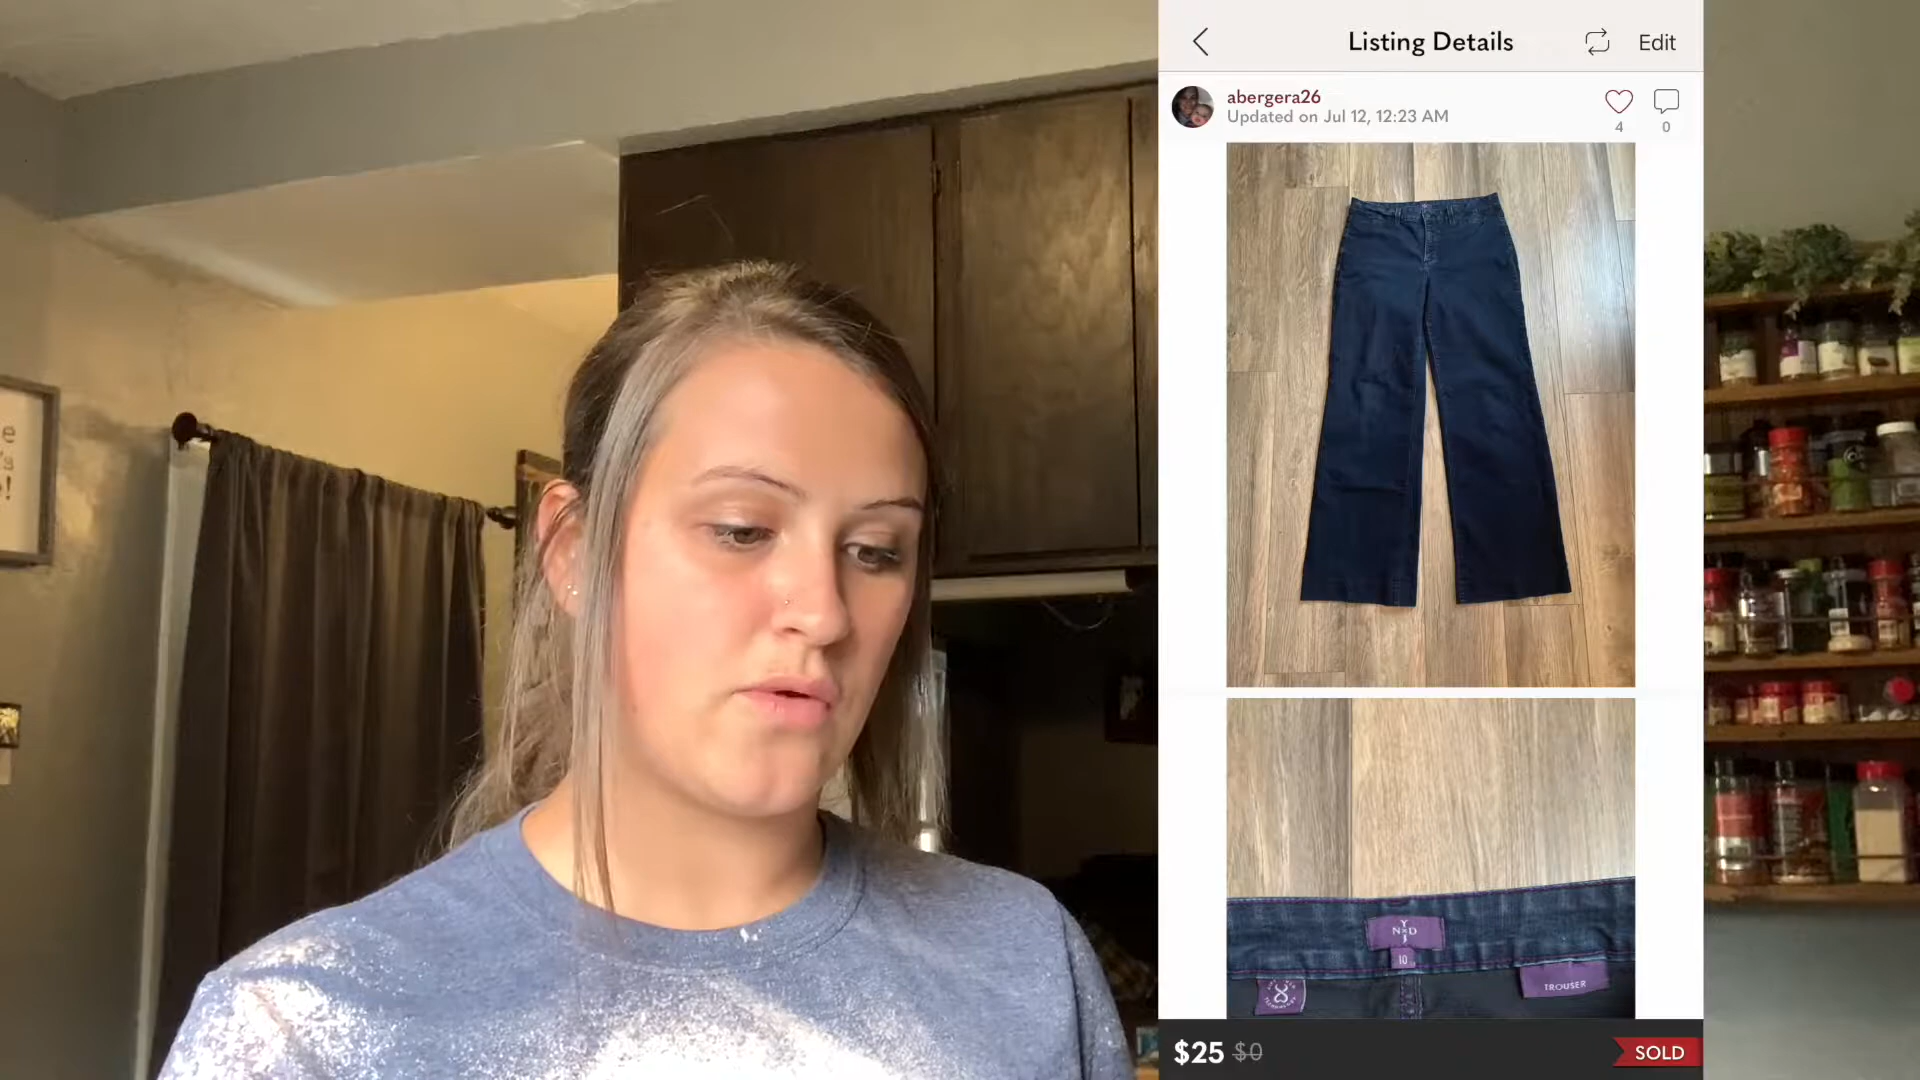 Listing Details
Edit
abergera26
Updated on Jul 12, 12:23 AM
4
0
NYDJ
10
TROUSER
$25 $0
SOLD
e
's
!